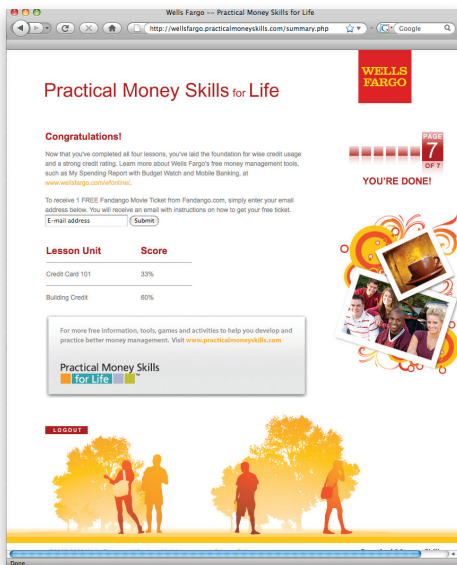 Wells Fargo -- Practical Money Skills for Life
http://wellsfargo.practicalmoneyskills.com/summary.php
Google
WELLS
FARGO
Practical Money Skills for Life
Congratulations!
Now that you've completed all four lessons, you've laid the foundation for wise credit usage
and a strong credit rating. Learn more about Wells Fargo's free money management tools,
such as My Spending Report with Budget Watch and Mobile Banking, at
www.wellsfargo.com/wfonline/.
To receive 1 FREE Fandango Movie Ticket from Fandango.com, simply enter your email
address below. You will receive an email with instructions on how to get your free ticket.
E-mail address
Submit
PAGE
7
OF 7
YOU'RE DONE!
Lesson Unit Score
Credit Card 101 33%
Building Credit 60%
For more free information, tools, games and activities to help you develop and
practice better money management. Visit www.practicalmoneyskills.com
Practical Money Skills
for Life
LOGOUT
Done